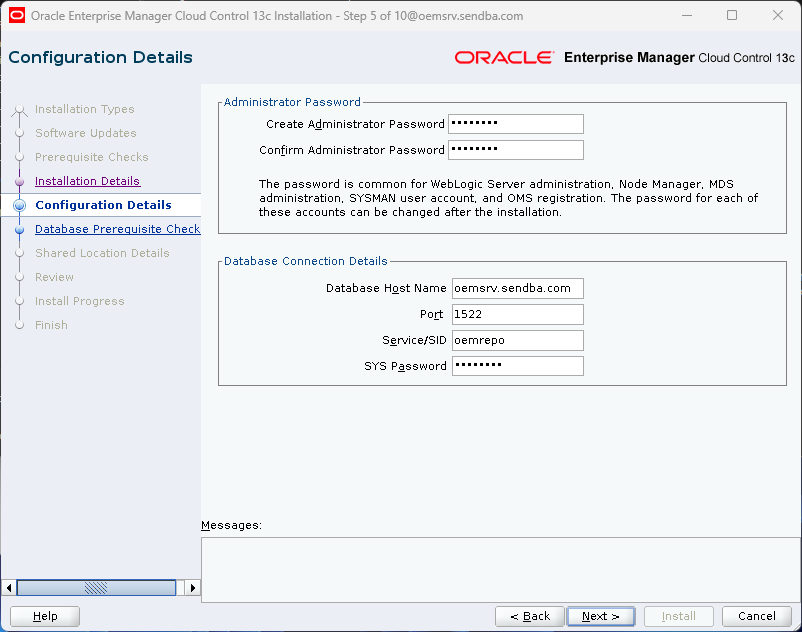 Oracle Enterprise Manager Cloud Control 13c Installation - Step 5 of 10@oemsrv.sendba.com
Configuration Details
ORACLE Enterprise Manager Cloud Control 13c
Installation Types
Software Updates
Prerequisite Checks
Installation Details
Configuration Details
Database Prerequisite Check
Shared Location Details
Review
Install Progress
Finish
Administrator Password
Create Administrator Password ••••••••
Confirm Administrator Password ••••••••
The password is common for WebLogic Server administration, Node Manager, MDS
administration, SYSMAN user account, and OMS registration. The password for each of
these accounts can be changed after the installation.
Database Connection Details
Database Host Name oemsrv.sendba.com
Port 1522
Service/SID oemrepo
SYS Password ••••••••
Messages:
Help
< Back
Next >
Install
Cancel